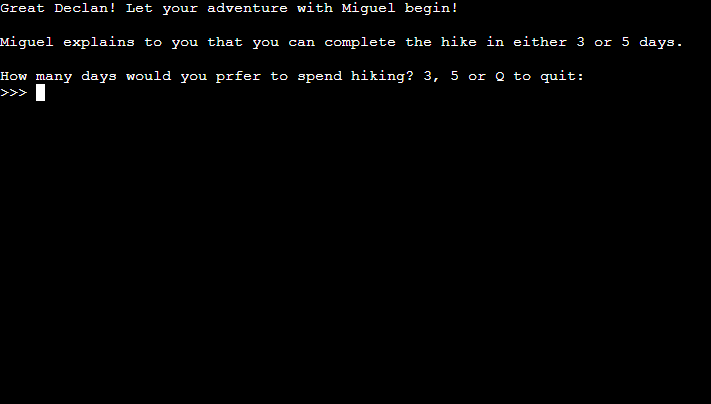 Great Declan! Let your adventure with Miguel begin!
Miguel explains to you that you can complete the hike in either 3 or 5 days.
How many days would you prfer to spend hiking? 3, 5 or Q to quit:
>>>